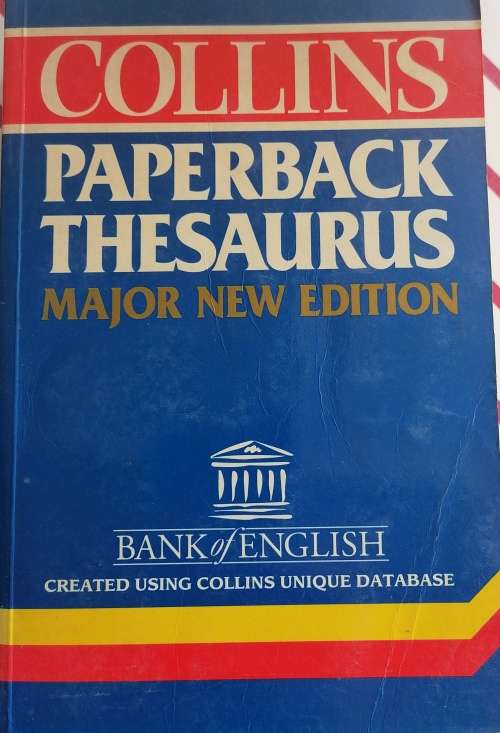 COLLINS
PAPERBACK
THESAURUS
MAJOR NEW EDITION
BANK of ENGLISH
CREATED USING COLLINS UNIQUE DATABASE